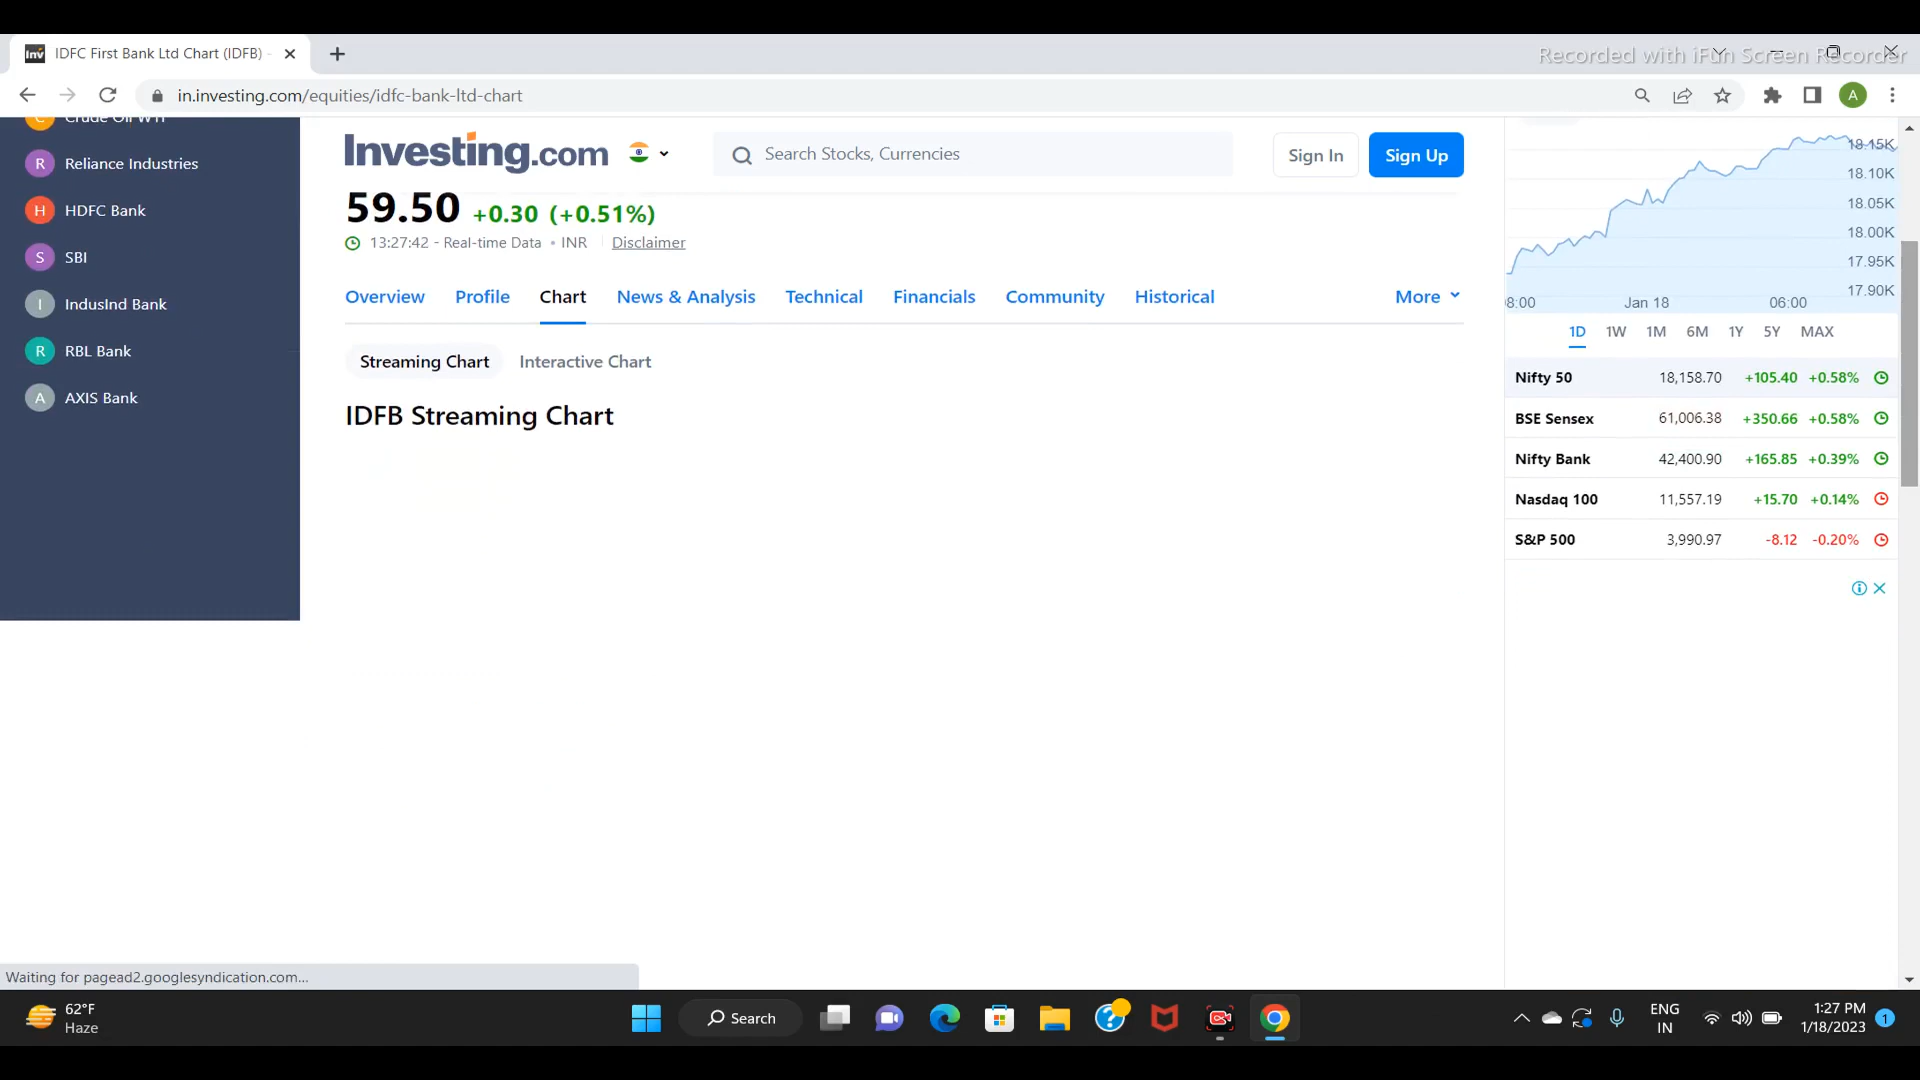 Inv IDFC First Bank Ltd Chart (IDFB) -
Recorded with iFun Screen Recorder
in.investing.com/equities/idfc-bank-ltd-chart
A
C Crude Oil WTI
R Reliance Industries
H HDFC Bank
S SBI
I IndusInd Bank
R RBL Bank
A AXIS Bank
Investing.com
Search Stocks, Currencies
Sign In
Sign Up
59.50 +0.30 (+0.51%)
13:27:42 - Real-time Data • INR Disclaimer
Overview Profile Chart News & Analysis Technical Financials Community Historical More
Streaming Chart Interactive Chart
IDFB Streaming Chart
18.15K
18.10K
18.05K
18.00K
17.95K
17.90K
8:00 Jan 18 06:00
1D 1W 1M 6M 1Y 5Y MAX
Nifty 50 18,158.70 +105.40 +0.58%
BSE Sensex 61,006.38 +350.66 +0.58%
Nifty Bank 42,400.90 +165.85 +0.39%
Nasdaq 100 11,557.19 +15.70 +0.14%
S&P 500 3,990.97 -8.12 -0.20%
Waiting for pagead2.googlesyndication.com...
62°F
Haze
Search
ENG
IN
1:27 PM
1/18/2023
1